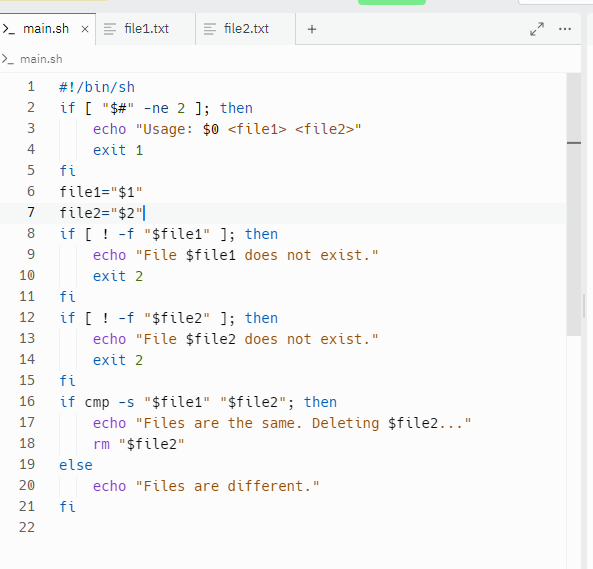 >_ main.sh × file1.txt file2.txt + ...
>_ main.sh
1 #!/bin/sh
2 if [ "$#" -ne 2 ]; then
3     echo "Usage: $0 <file1> <file2>"
4     exit 1
5 fi
6 file1="$1"
7 file2="$2"
8 if [ ! -f "$file1" ]; then
9     echo "File $file1 does not exist."
10     exit 2
11 fi
12 if [ ! -f "$file2" ]; then
13     echo "File $file2 does not exist."
14     exit 2
15 fi
16 if cmp -s "$file1" "$file2"; then
17     echo "Files are the same. Deleting $file2..."
18     rm "$file2"
19 else
20     echo "Files are different."
21 fi
22